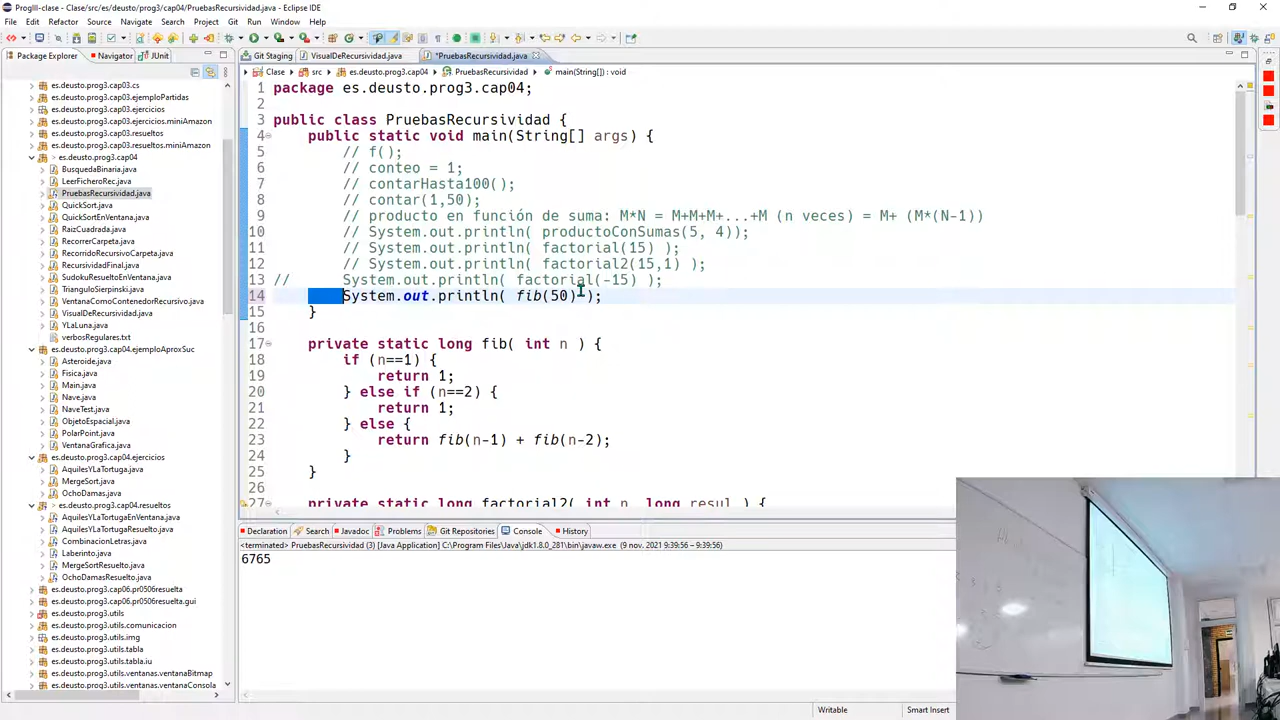 ProgIII-clase - Clase/src/es/deusto/prog3/cap04/PruebasRecursividad.java - Eclipse IDE
File Edit Refactor Source Navigate Search Project Git Run Window Help
Package Explorer Navigator JUnit
es.deusto.prog3.cap03.cs
es.deusto.prog3.cap03.ejemploPartidas
es.deusto.prog3.cap03.ejercicios
es.deusto.prog3.cap03.ejercicios.miniAmazon
es.deusto.prog3.cap03.resueltos
es.deusto.prog3.cap03.resueltos.miniAmazon
es.deusto.prog3.cap04
BusquedaBinaria.java
LeerFicheroRec.java
PruebasRecursividad.java
QuickSort.java
QuickSortEnVentana.java
RaizCuadrada.java
RecorrerCarpeta.java
RecorridoRecursivoCarpeta.java
RecursividadFinal.java
SudokuResueltoEnVentana.java
TrianguloSierpinski.java
VentanaComoContenedorRecursivo.java
VisualDeRecursividad.java
YLaLuna.java
verbosRegulares.txt
es.deusto.prog3.cap04.ejemploAproxSuc
Asteroide.java
Fisica.java
Main.java
Nave.java
NaveTest.java
ObjetoEspacial.java
PolarPoint.java
VentanaGrafica.java
es.deusto.prog3.cap04.ejercicios
AquilesYLaTortuga.java
MergeSort.java
OchoDamas.java
es.deusto.prog3.cap04.resueltos
AquilesYLaTortugaEnVentana.java
AquilesYLaTortugaResuelto.java
CombinacionLetras.java
Laberinto.java
MergeSortResuelto.java
OchoDamasResuelto.java
es.deusto.prog3.cap06.pr0506resuelta
es.deusto.prog3.cap06.pr0506resuelta.gui
es.deusto.prog3.utils
es.deusto.prog3.utils.comunicacion
es.deusto.prog3.utils.img
es.deusto.prog3.utils.tabla
es.deusto.prog3.utils.tabla.iu
es.deusto.prog3.utils.ventanas.ventanaBitmap
es.deusto.prog3.utils.ventanas.ventanaConsola
Git Staging VisualDeRecursividad.java *PruebasRecursividad.java
Clase src es.deusto.prog3.cap04 PruebasRecursividad main(String[]) : void
1 package es.deusto.prog3.cap04;
2
3 public class PruebasRecursividad {
4 public static void main(String[] args) {
5 // f();
6 // conteo = 1;
7 // contarHasta100();
8 // contar(1,50);
9 // producto en función de suma: M*N = M+M+M+...+M (n veces) = M+ (M*(N-1))
10 // System.out.println( productoConSumas(5, 4));
11 // System.out.println( factorial(15) );
12 // System.out.println( factorial2(15,1) );
13 // System.out.println( factorial(-15) );
14 System.out.println( fib(50) );
15 }
16
17 private static long fib( int n ) {
18 if (n==1) {
19 return 1;
20 } else if (n==2) {
21 return 1;
22 } else {
23 return fib(n-1) + fib(n-2);
24 }
25 }
26
27 private static long factorial2( int n, long resul ) {
Declaration Search Javadoc Problems Git Repositories Console History
<terminated> PruebasRecursividad (3) [Java Application] C:\Program Files\Java\jdk1.8.0_281\bin\javaw.exe (9 nov. 2021 9:39:56 – 9:39:56)
6765
Writable Smart Insert